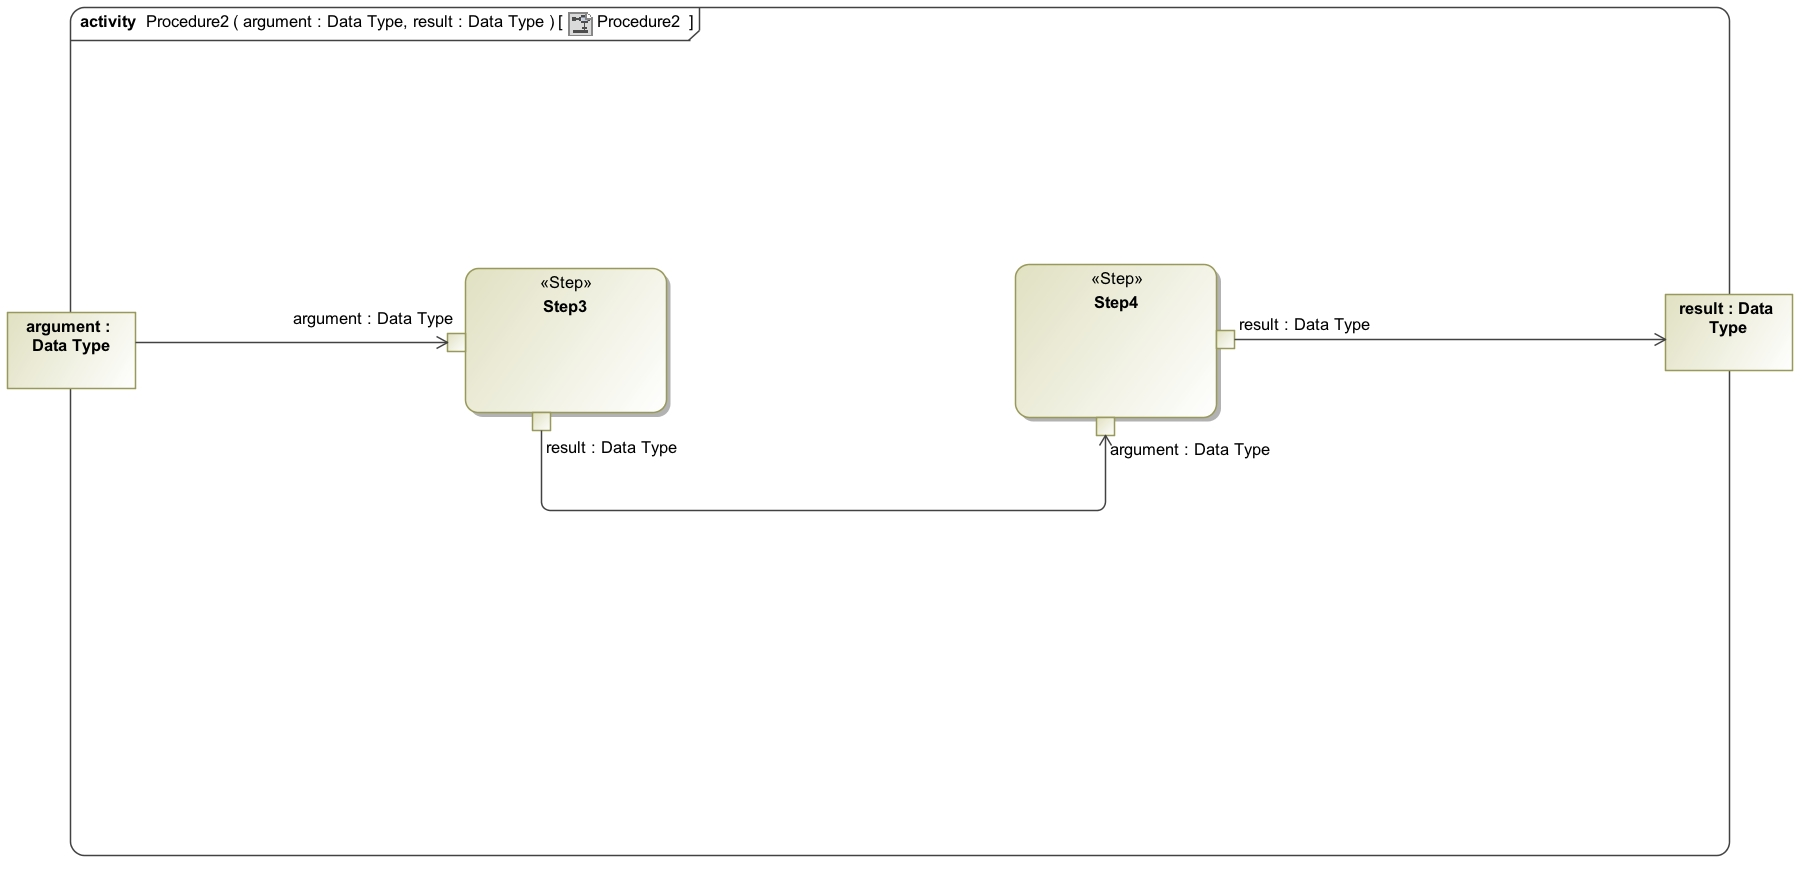 activity Procedure2 ( argument : Data Type, result : Data Type ) [ Procedure2 ]
argument :
Data Type
argument : Data Type
«Step»
Step3
result : Data Type
«Step»
Step4
argument : Data Type
result : Data Type
result : Data
Type